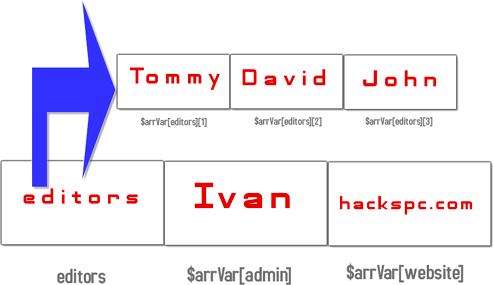 Tommy David John
$arrVar[editors][1] $arrVar[editors][2] $arrVar[editors][3]
editors Ivan hackspc.com
editors $arrVar[admin] $arrVar[website]